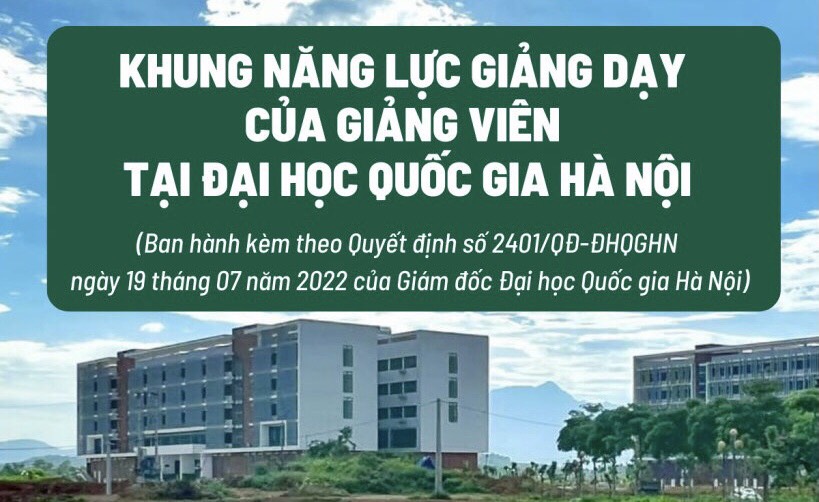 KHUNG NĂNG LỰC GIẢNG DẠY
CỦA GIẢNG VIÊN
TẠI ĐẠI HỌC QUỐC GIA HÀ NỘI
(Ban hành kèm theo Quyết định số 2401/QĐ-ĐHQGHN
ngày 19 tháng 07 năm 2022 của Giám đốc Đại học Quốc gia Hà Nội)